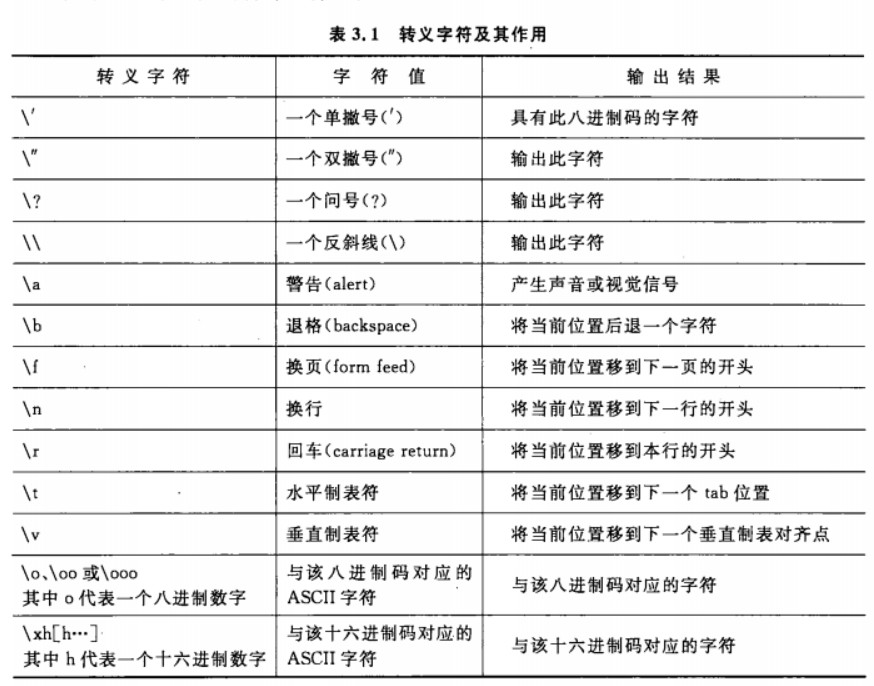 表 3.1 转义字符及其作用
转义字符 字符值 输出结果
\′ 一个单撇号(′) 具有此八进制码的字符
\″ 一个双撇号(″) 输出此字符
\? 一个问号(?) 输出此字符
\\ 一个反斜线(\) 输出此字符
\a 警告(alert) 产生声音或视觉信号
\b 退格(backspace) 将当前位置后退一个字符
\f 换页(form feed) 将当前位置移到下一页的开头
\n 换行 将当前位置移到下一行的开头
\r 回车(carriage return) 将当前位置移到本行的开头
\t 水平制表符 将当前位置移到下一个 tab 位置
\v 垂直制表符 将当前位置移到下一个垂直制表对齐点
\o、\oo 或\ooo
其中 o 代表一个八进制数字
与该八进制码对应的
ASCII 字符
与该八进制码对应的字符
\xh[h…]
其中 h 代表一个十六进制数字
与该十六进制码对应的
ASCII 字符
与该十六进制码对应的字符